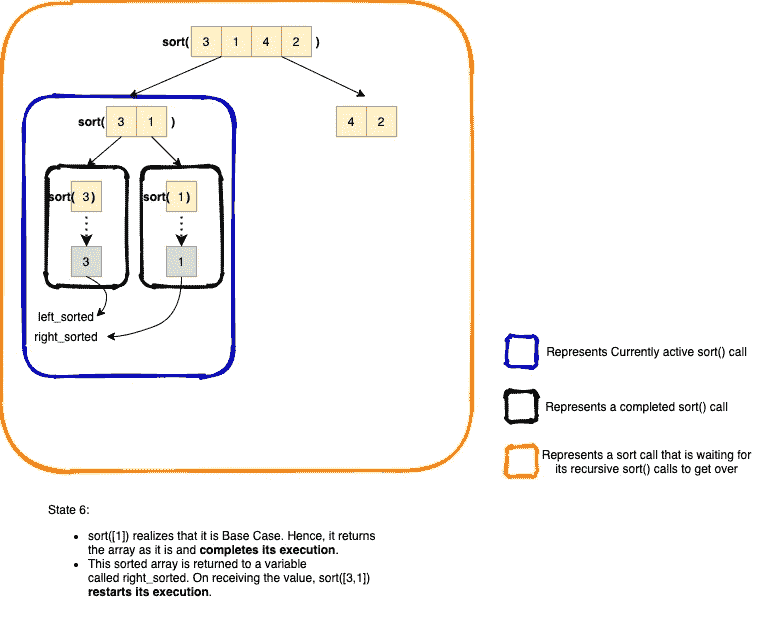 sort( 3 1 4 2 )
sort( 3 1 )
4 2
sort( 3 )
sort( 1 )
3
1
left_sorted
right_sorted
Represents Currently active sort() call
Represents a completed sort() call
Represents a sort call that is waiting for
its recursive sort() calls to get over
State 6:
• sort([1]) realizes that it is Base Case. Hence, it returns
the array as it is and completes its execution.
• This sorted array is returned to a variable
called right_sorted. On receiving the value, sort([3,1])
restarts its execution.